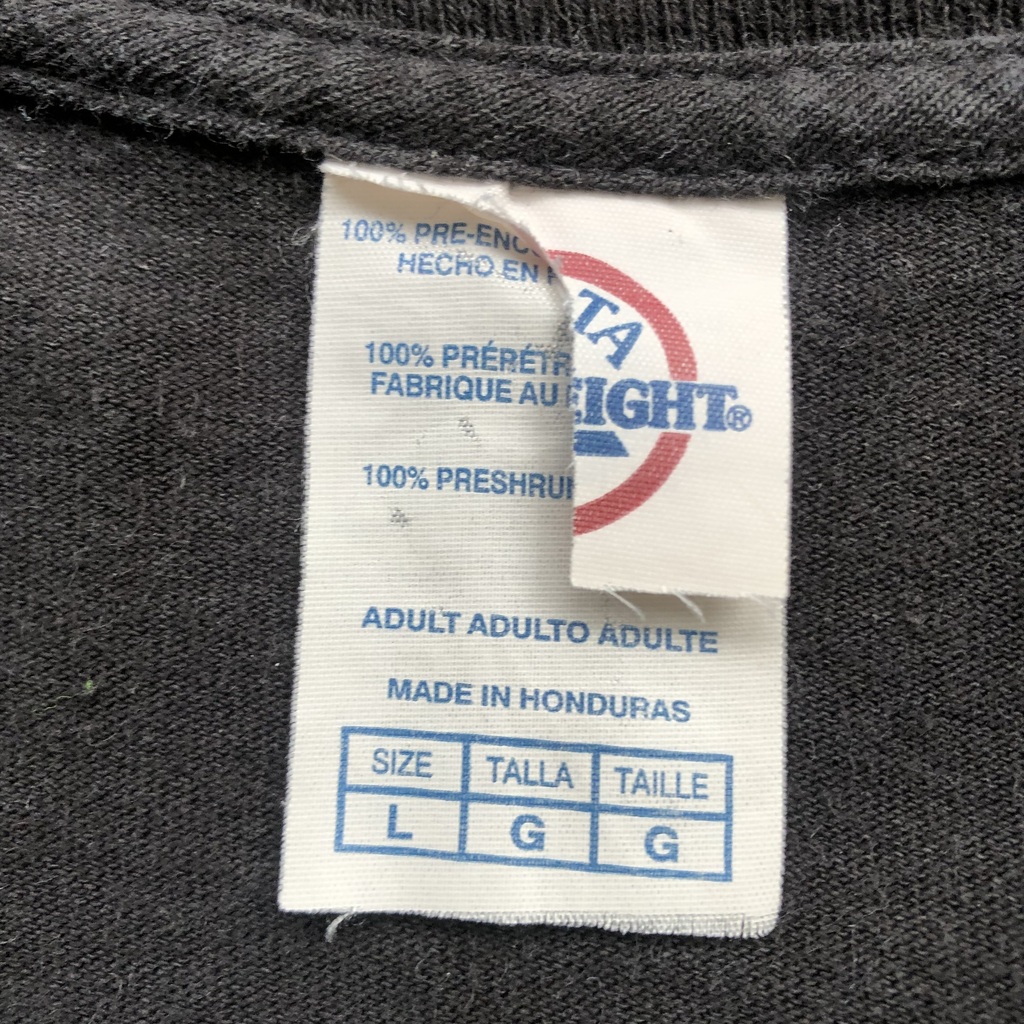 100% PRE-ENC
HECHO EN
100% PRÉRÉTR
FABRIQUE AU
100% PRESHRU
TA
EIGHT®
ADULT ADULTO ADULTE
MADE IN HONDURAS
SIZE TALLA TAILLE
L G G